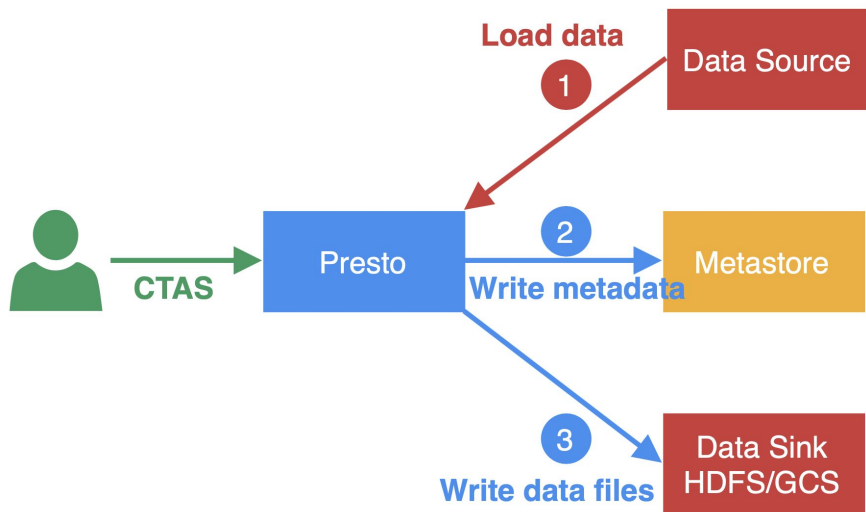 Load data
1
Data Source
CTAS
Presto
2
Write metadata
Metastore
3
Write data files
Data Sink
HDFS/GCS